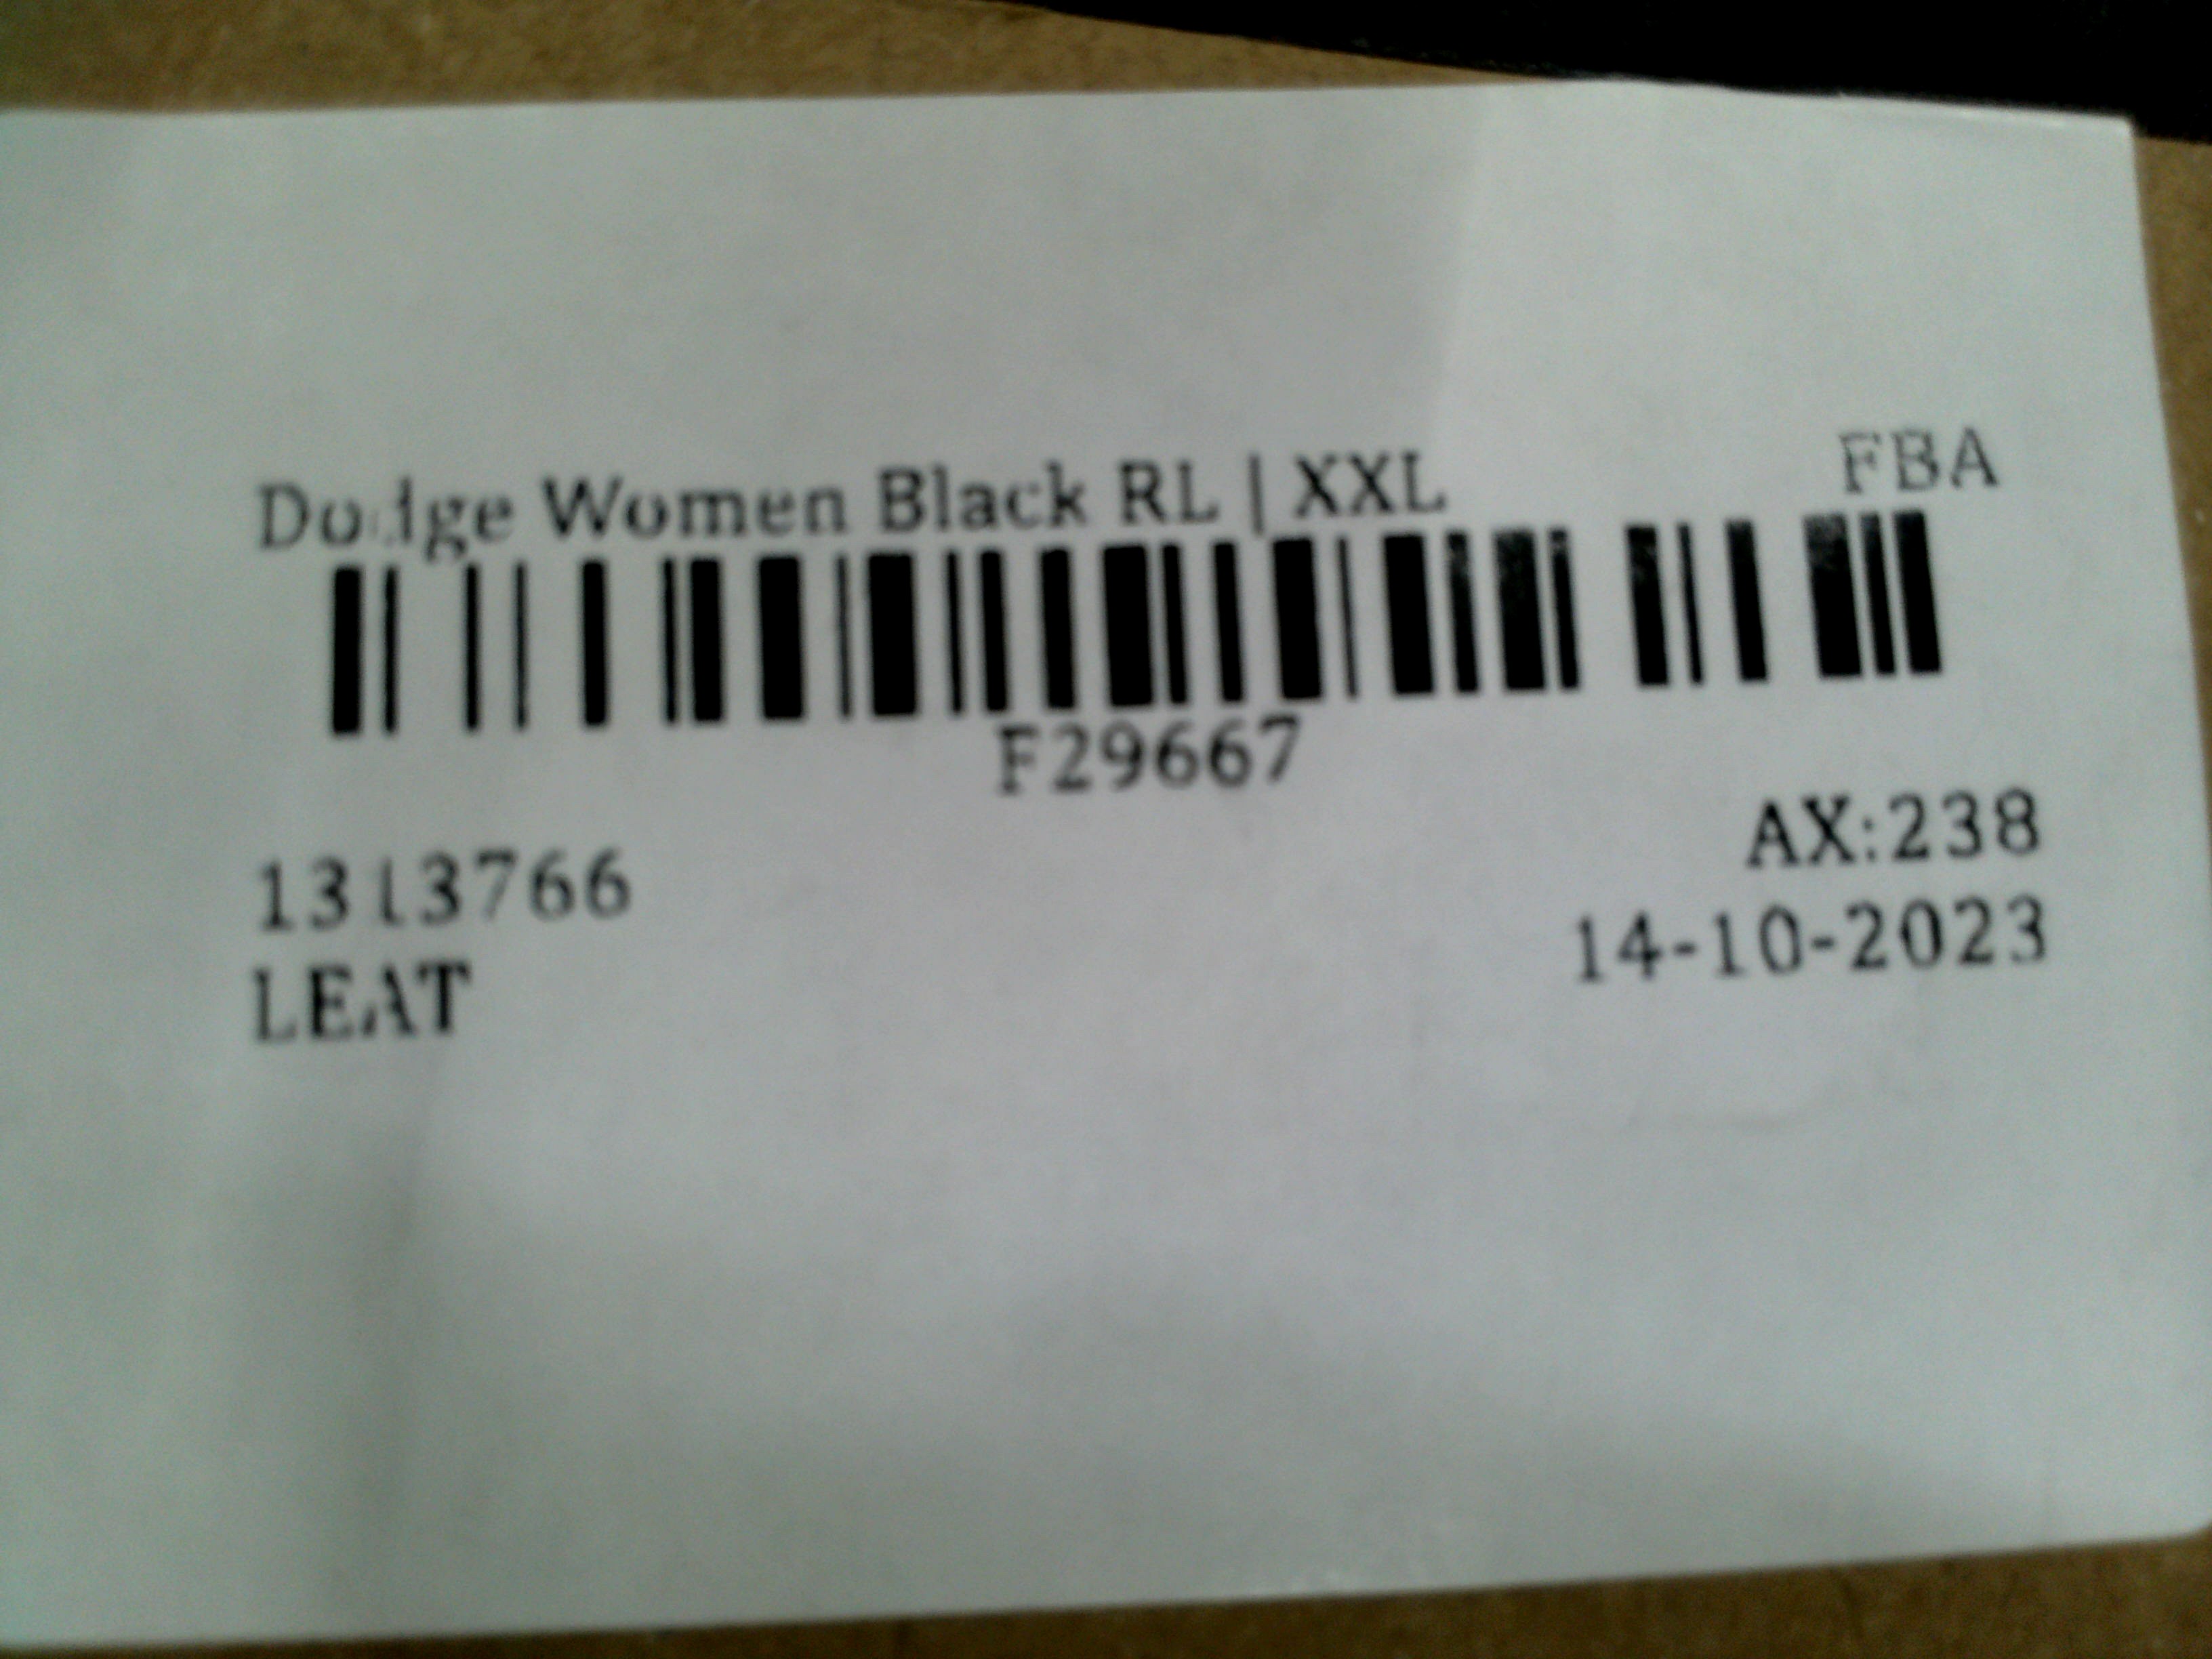 Dodge Women Black RL | XXL FBA
F29667
1313766 AX:238
LEAT 14-10-2023